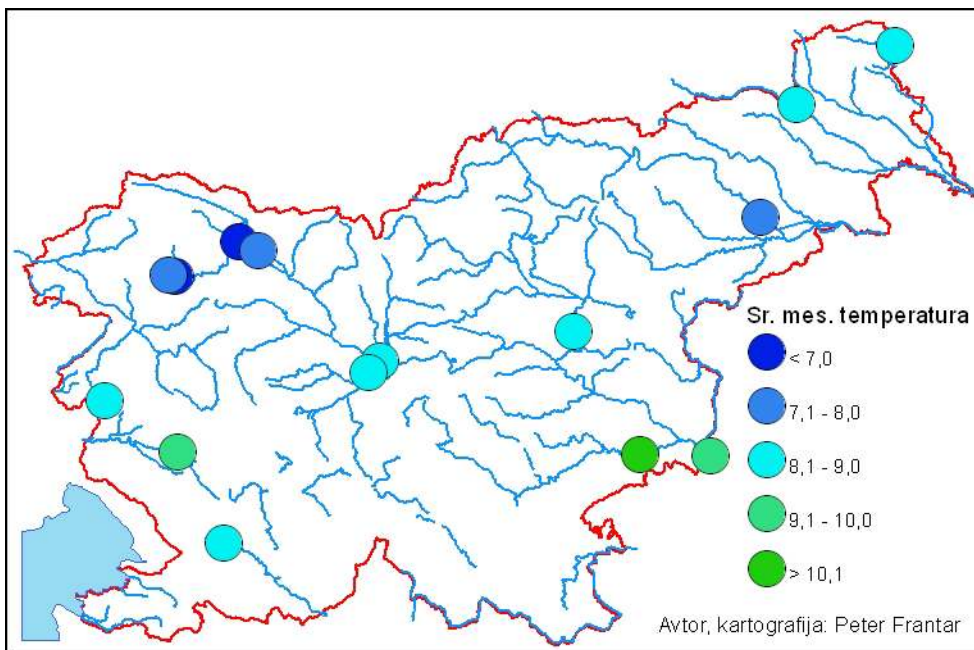 Sr. mes. temperatura
< 7,0
7,1 - 8,0
8,1 - 9,0
9,1 - 10,0
> 10,1
Avtor, kartografija: Peter Frantar